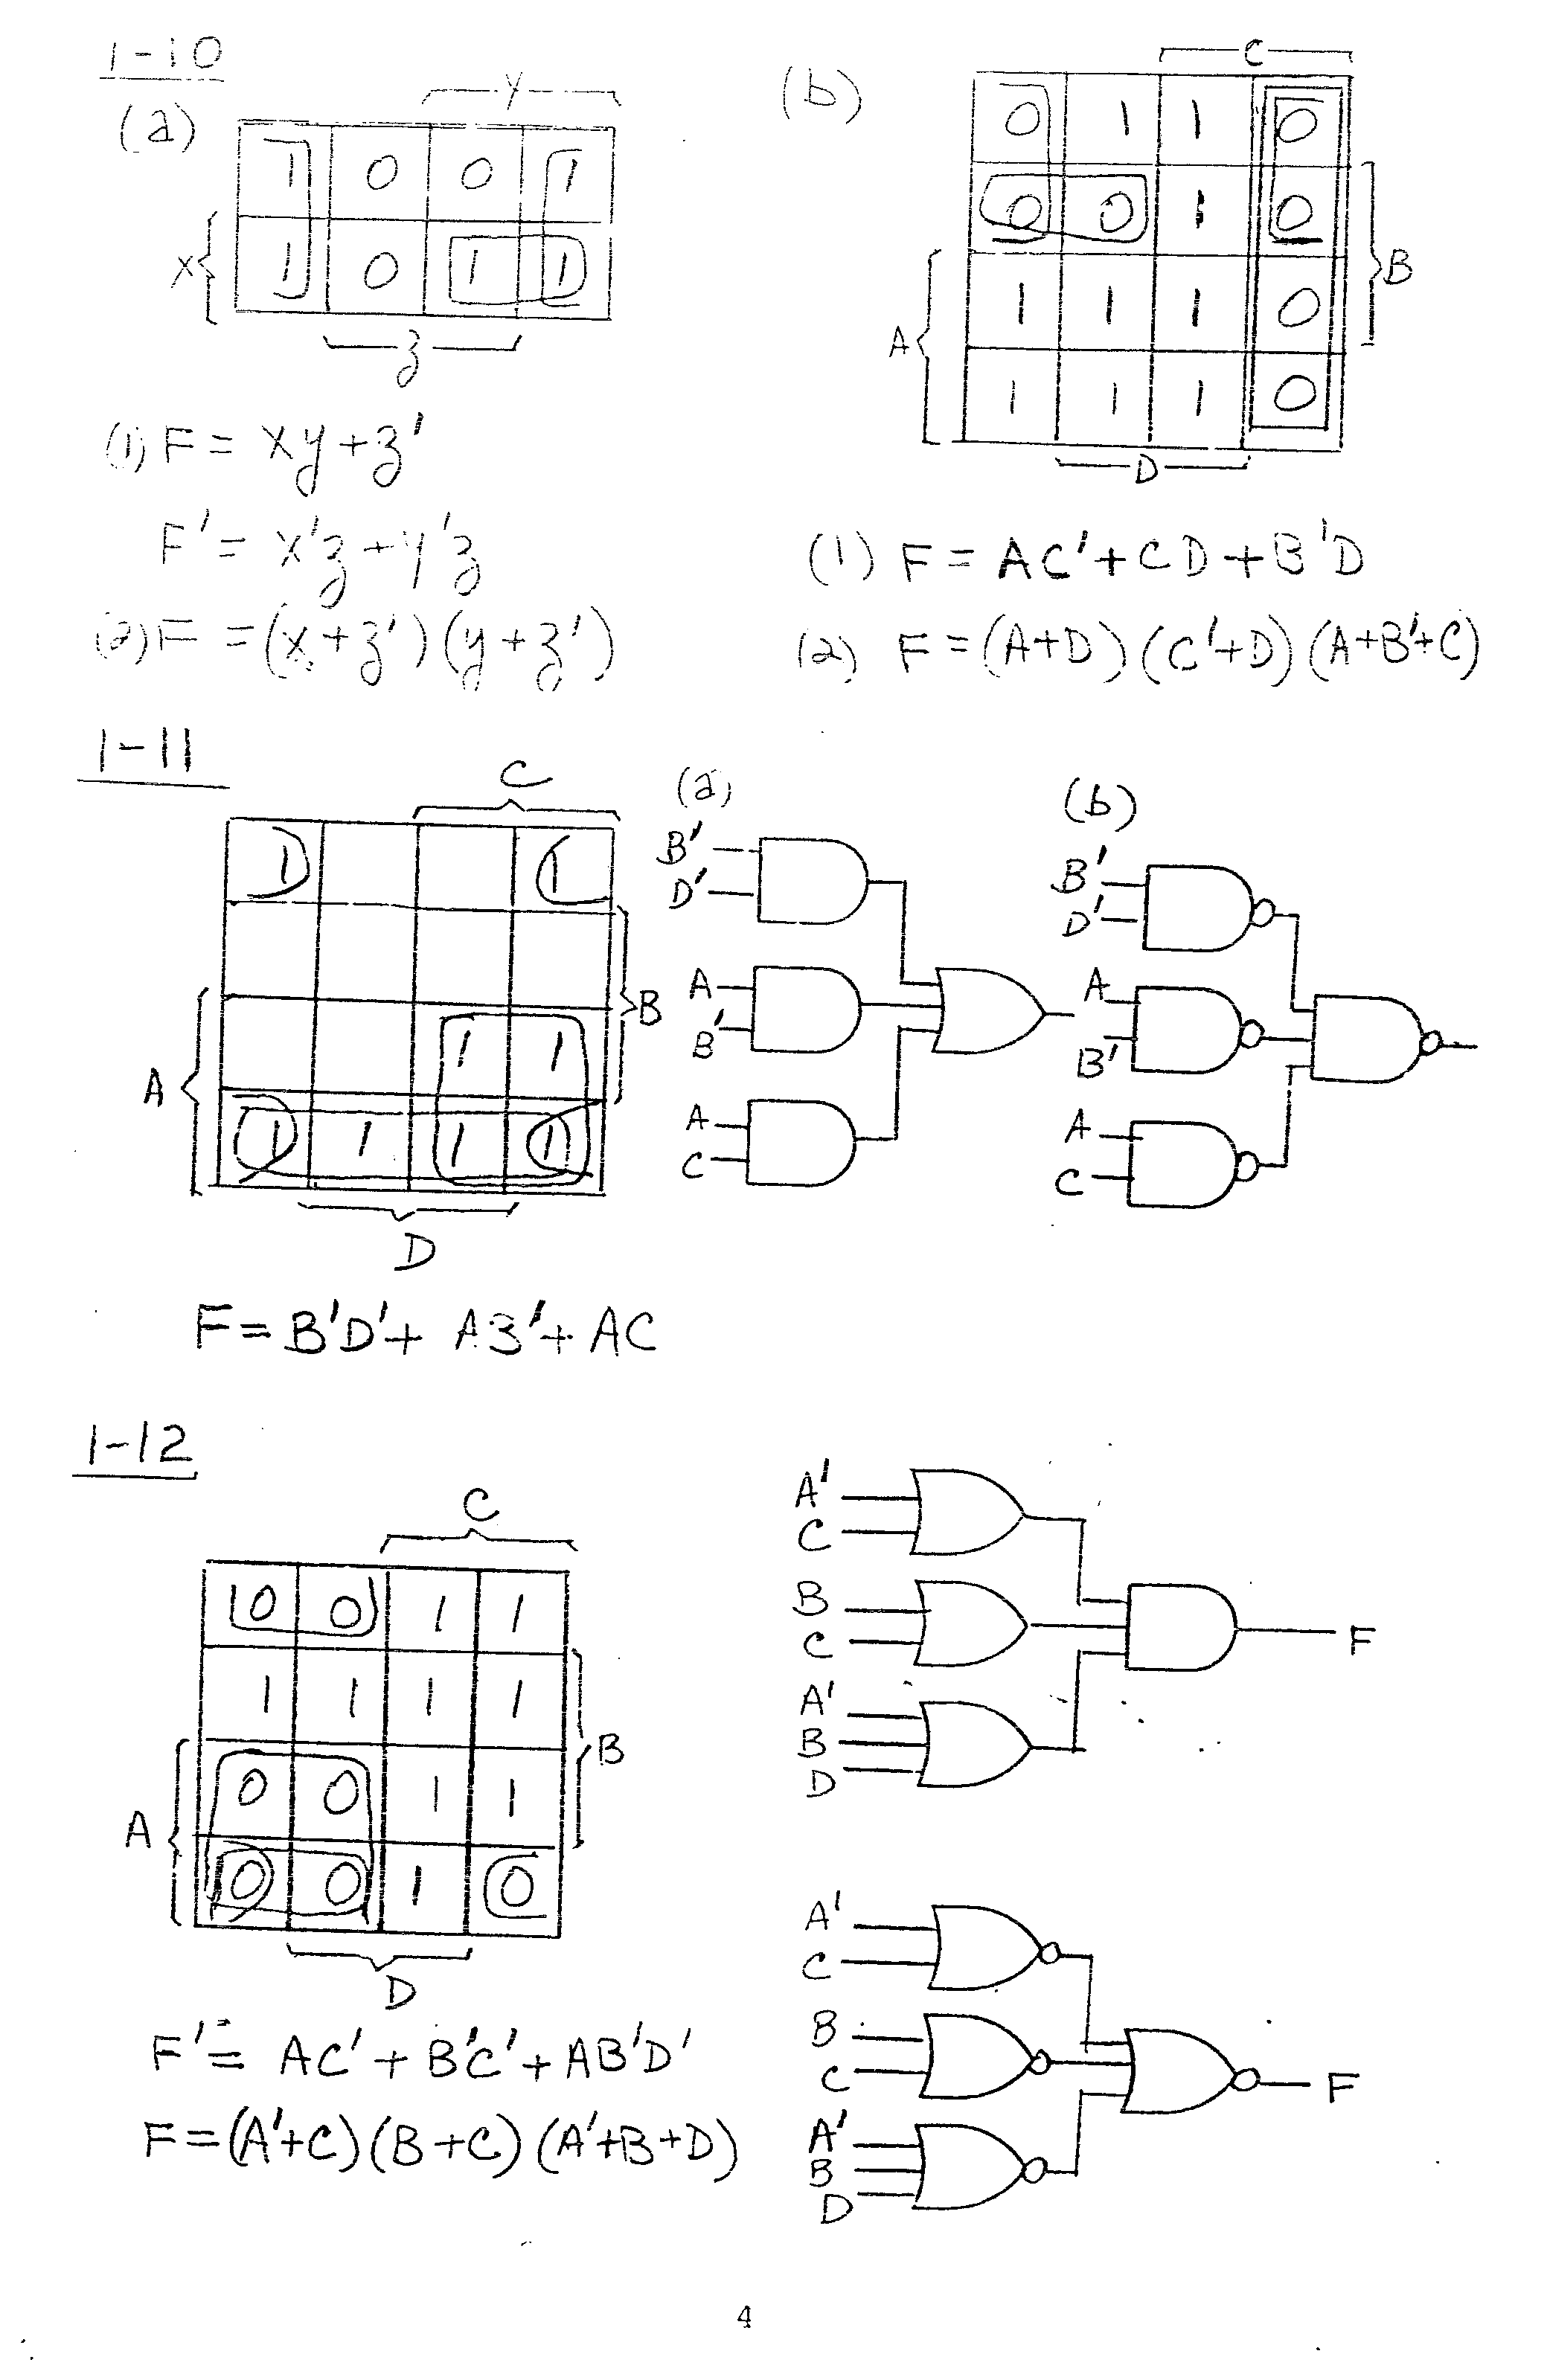 1-10
(a)
y
1 0 0 1
x 1 0 1 1
z
(1) F = xy + z'
F' = x'z + y'z
(2) F = (x + z') (y + z')
(b)
C
0 1 1 0
0 0 1 0
B
1 1 1 0
A
1 1 1 0
D
(1) F = AC' + CD + B'D
(2) F = (A+D) (C'+D) (A+B'+C)
1-11
C
1 1
B
1 1
A
1 1 1 1
D
F = B'D' + AB' + AC
(a)
B'
D'
A
B'
A
C
(b)
B'
D'
A
B'
A
C
1-12
C
0 0 1 1
1 1 1 1
B
0 0 1 1
A
0 0 1 0
D
F' = AC' + B'C' + AB'D'
F = (A'+C) (B+C) (A'+B+D)
A'
C
B
C
F
A'
B
D
A'
C
B
C
F
A'
B
D
4